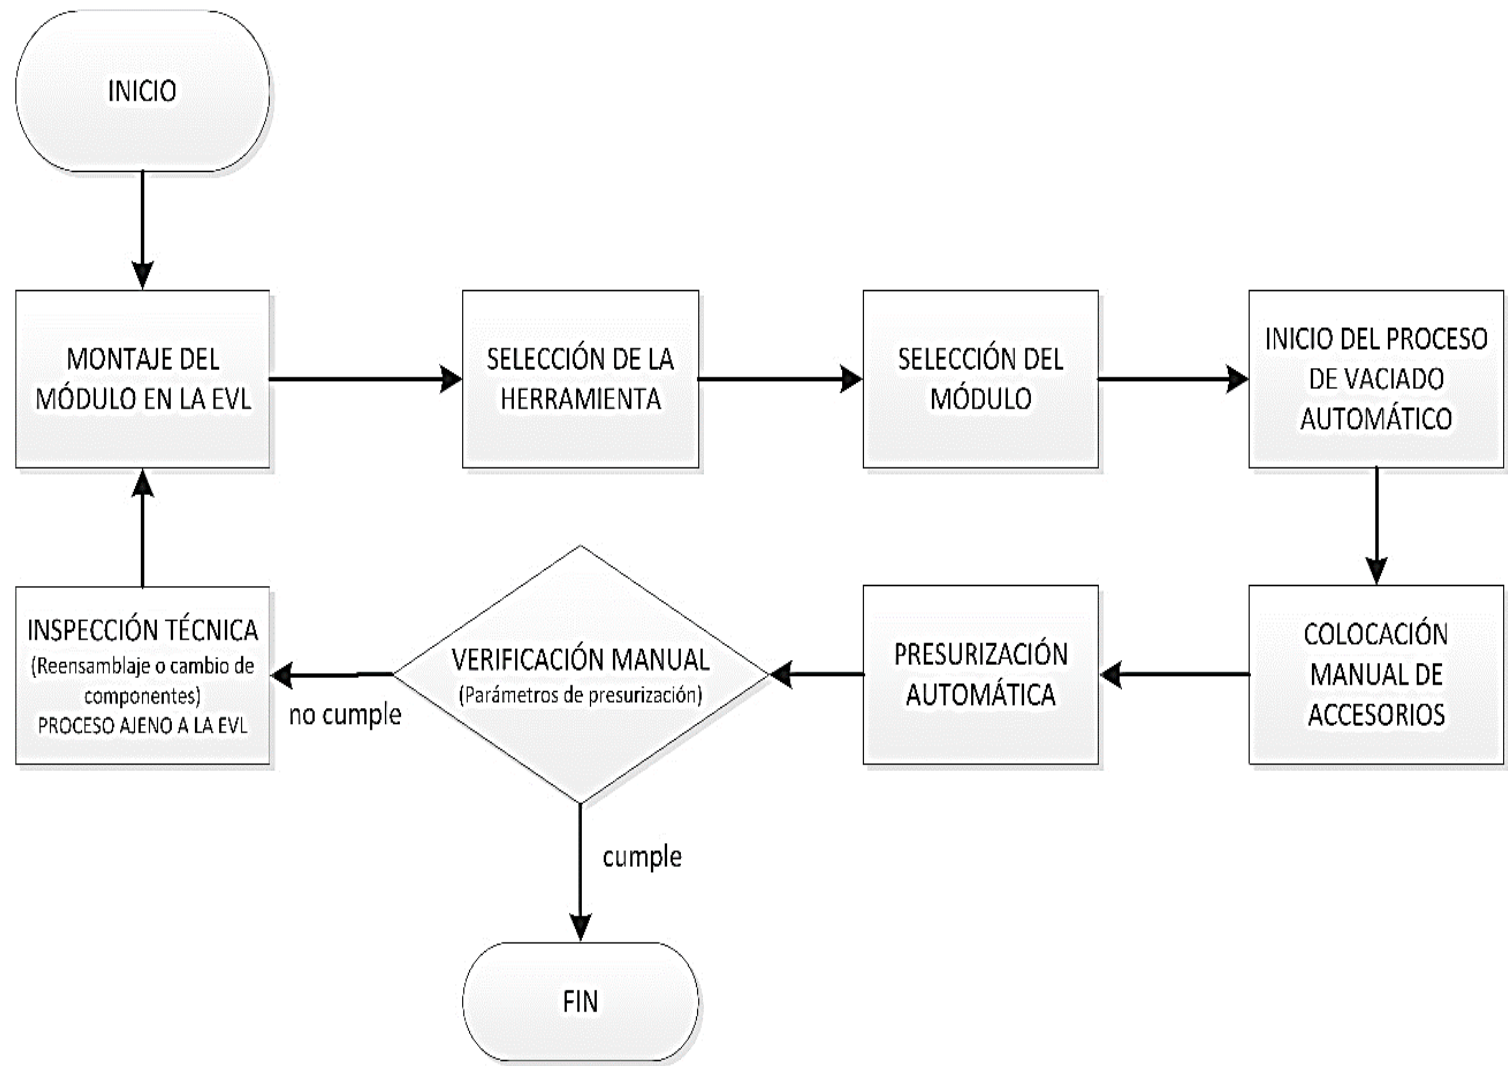 INICIO
MONTAJE DEL
MÓDULO EN LA EVL
SELECCIÓN DE LA
HERRAMIENTA
SELECCIÓN DEL
MÓDULO
INICIO DEL PROCESO
DE VACIADO
AUTOMÁTICO
COLOCACIÓN
MANUAL DE
ACCESORIOS
PRESURIZACIÓN
AUTOMÁTICA
VERIFICACIÓN MANUAL
(Parámetros de presurización)
no cumple
INSPECCIÓN TÉCNICA
(Reensamblaje o cambio de
componentes)
PROCESO AJENO A LA EVL
cumple
FIN